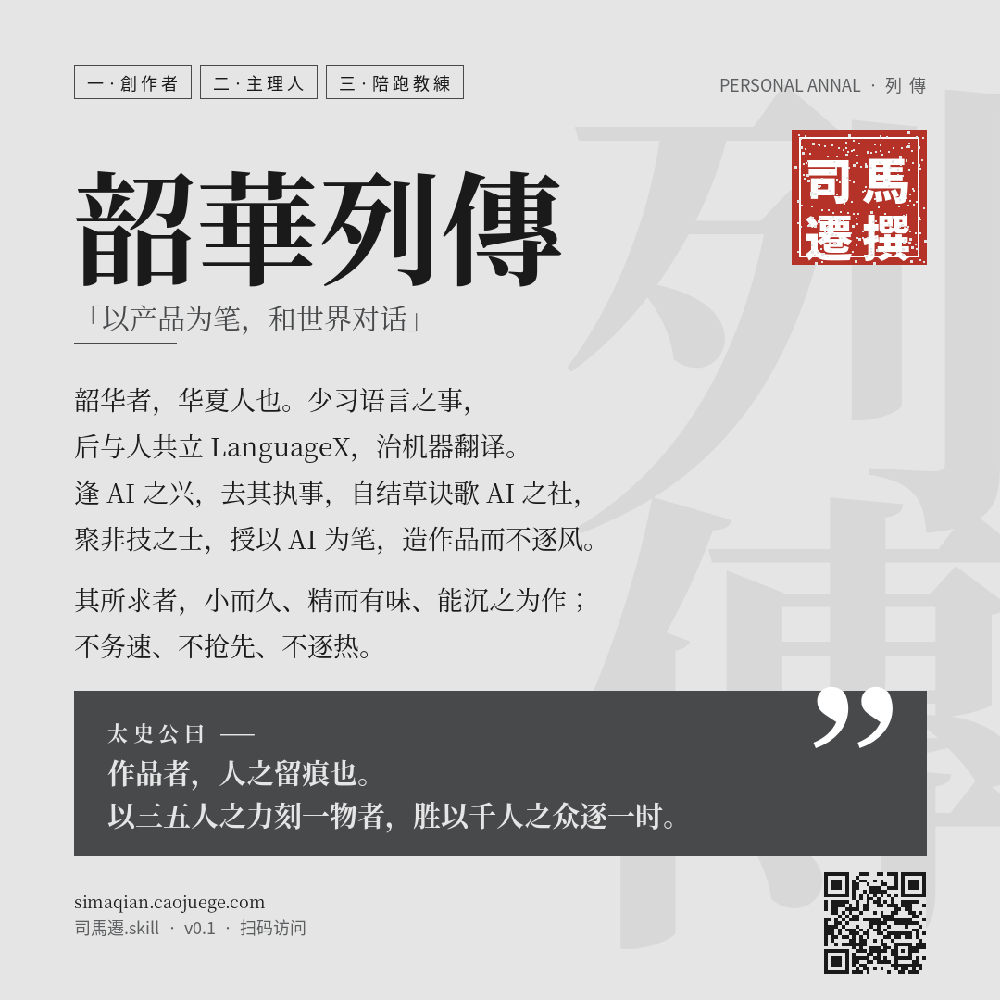 一·創作者 二·主理人 三·陪跑教練
PERSONAL ANNAL · 列傳
司馬
遷撰
韶華列傳
「以产品为笔，和世界对话」
韶华者，华夏人也。少习语言之事，
后与人共立 LanguageX，治机器翻译。
逢 AI 之兴，去其执事，自结草诀歌 AI 之社，
聚非技之士，授以 AI 为笔，造作品而不逐风。
其所求者，小而久、精而有味、能沉之为作；
不务速、不抢先、不逐热。
列
傳
太史公曰 ——
作品者，人之留痕也。
以三五人之力刻一物者，胜以千人之众逐一时。
”
simaqian.caojuege.com
司馬遷.skill · v0.1 · 扫码访问